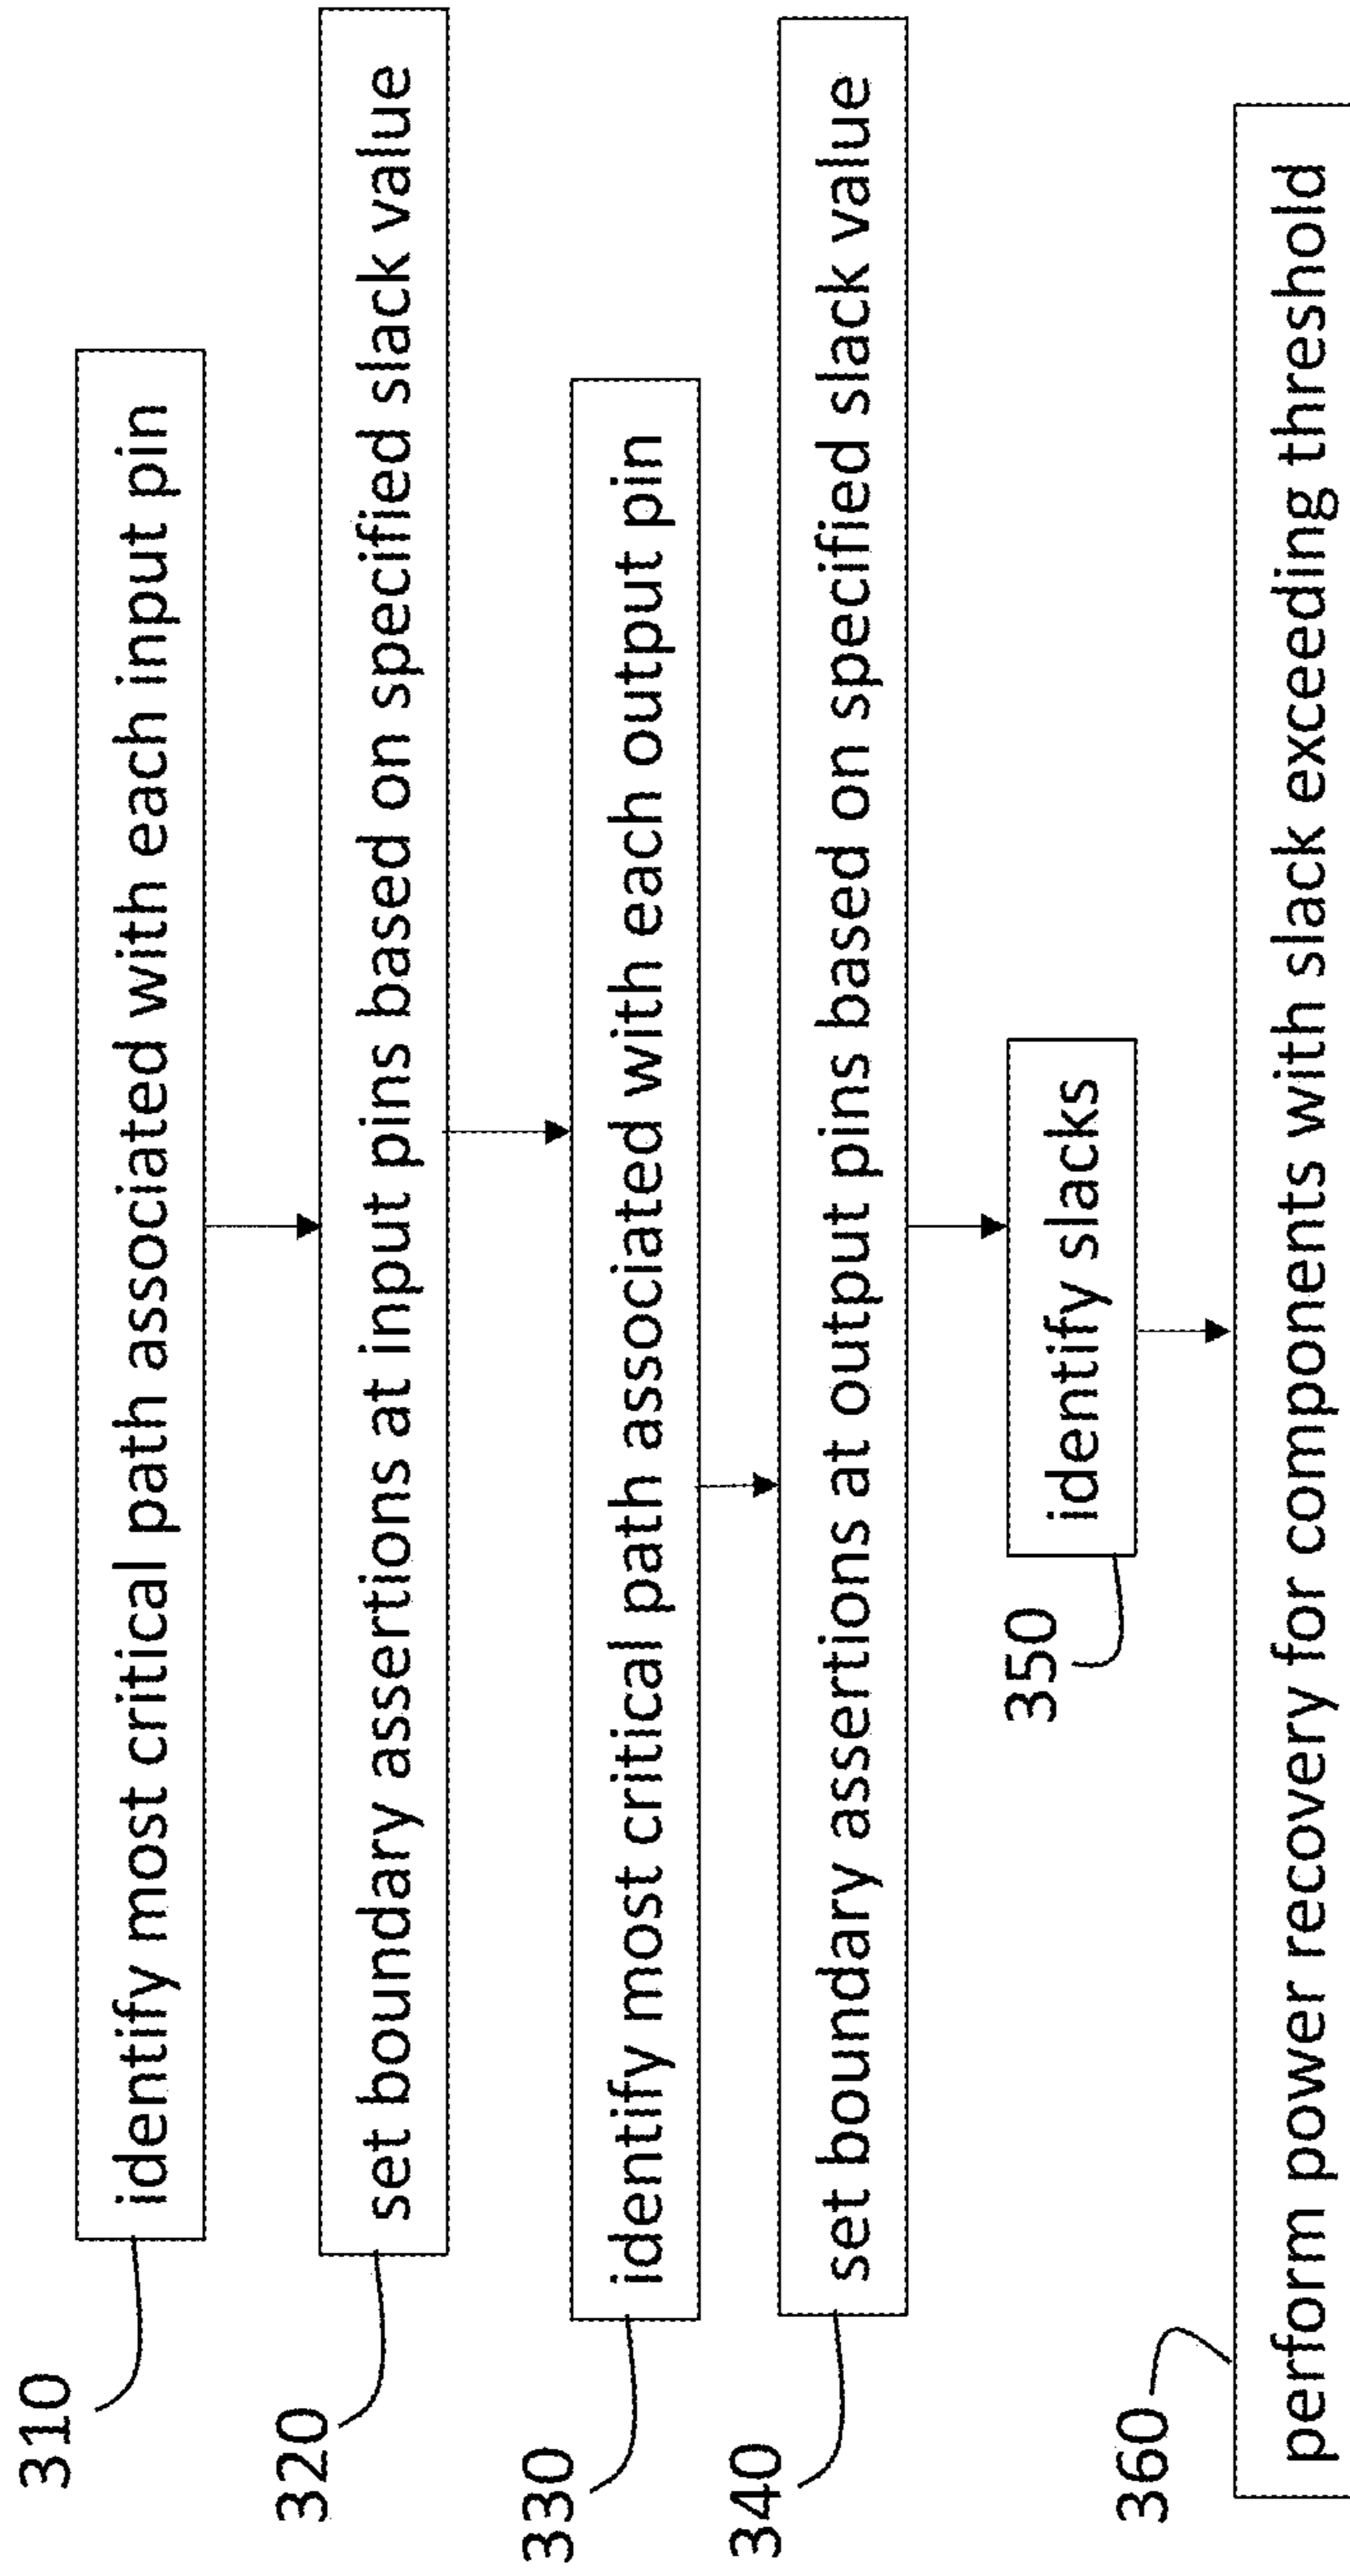 310
identify most critical path associated with each input pin
320
set boundary assertions at input pins based on specified slack value
330
identify most critical path associated with each output pin
340
set boundary assertions at output pins based on specified slack value
350
identify slacks
360
perform power recovery for components with slack exceeding threshold